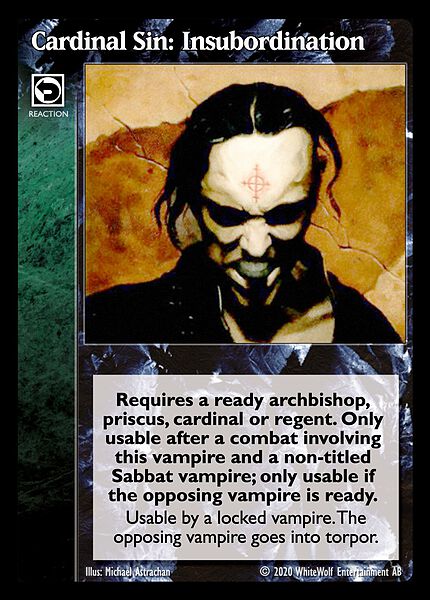 Cardinal Sin: Insubordination
REACTION
Requires a ready archbishop,
priscus, cardinal or regent. Only
usable after a combat involving
this vampire and a non-titled
Sabbat vampire; only usable if
the opposing vampire is ready.
Usable by a locked vampire. The
opposing vampire goes into torpor.
Illus: Michael Astrachan
© 2020 WhiteWolf Entertainment AB